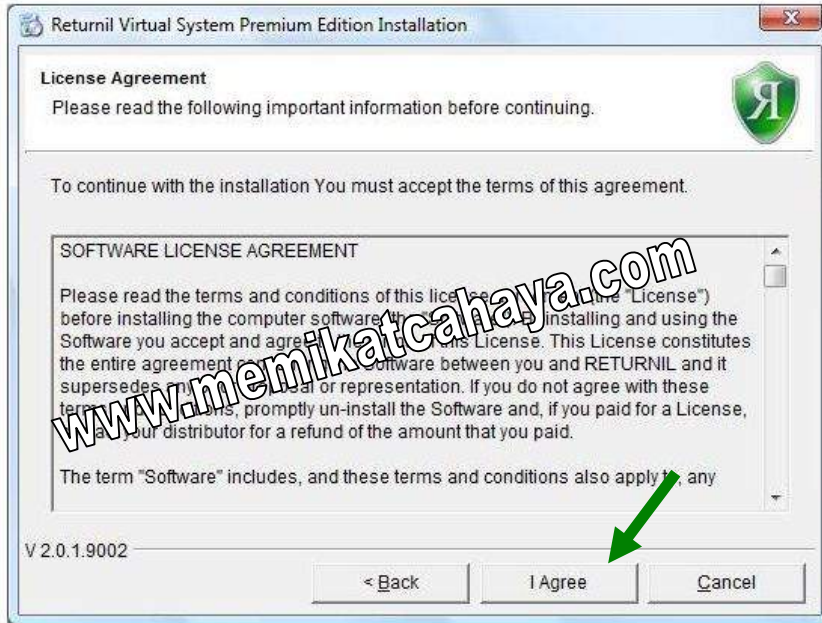 Returnil Virtual System Premium Edition Installation
License Agreement
Please read the following important information before continuing.
Я
To continue with the installation You must accept the terms of this agreement.
SOFTWARE LICENSE AGREEMENT
Please read the terms and conditions of this "License")
before installing the computer software installing and using the
Software you accept and License. This License constitutes
the entire agreement Software between you and RETURNIL and it
supersedes or representation. If you do not agree with these
promptly un-install the Software and, if you paid for a License,
your distributor for a refund of the amount that you paid.
The term "Software" includes, and these terms and conditions also apply any
www.memikatcahaya.com
V 2.0.1.9002
< Back
I Agree
Cancel